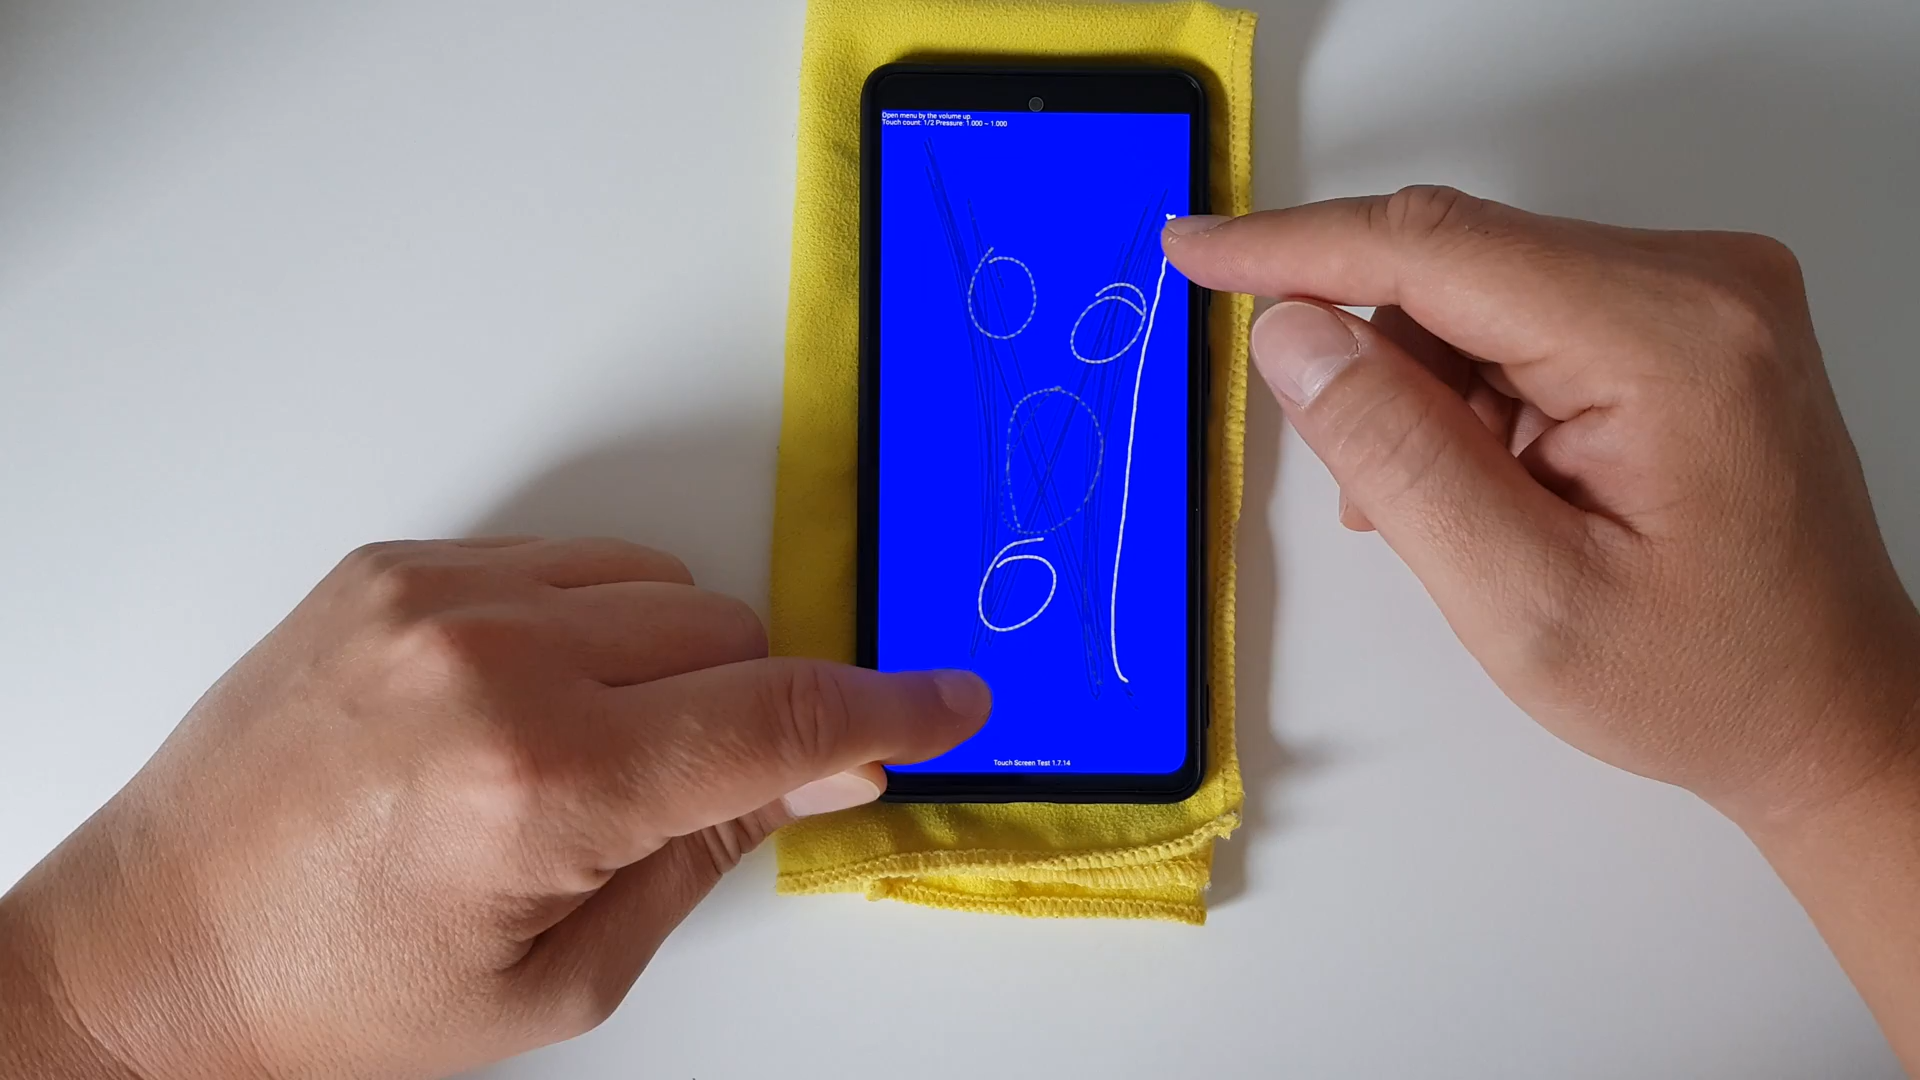 Open menu by the volume up.
Touch count: 1/2 Pressure: 1.000 ~ 1.000
Touch Screen Test 1.7.14